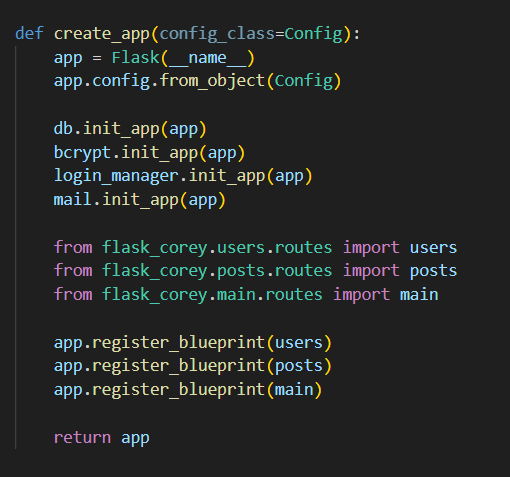 def create_app(config_class=Config):
    app = Flask(__name__)
    app.config.from_object(Config)

    db.init_app(app)
    bcrypt.init_app(app)
    login_manager.init_app(app)
    mail.init_app(app)

    from flask_corey.users.routes import users
    from flask_corey.posts.routes import posts
    from flask_corey.main.routes import main

    app.register_blueprint(users)
    app.register_blueprint(posts)
    app.register_blueprint(main)

    return app